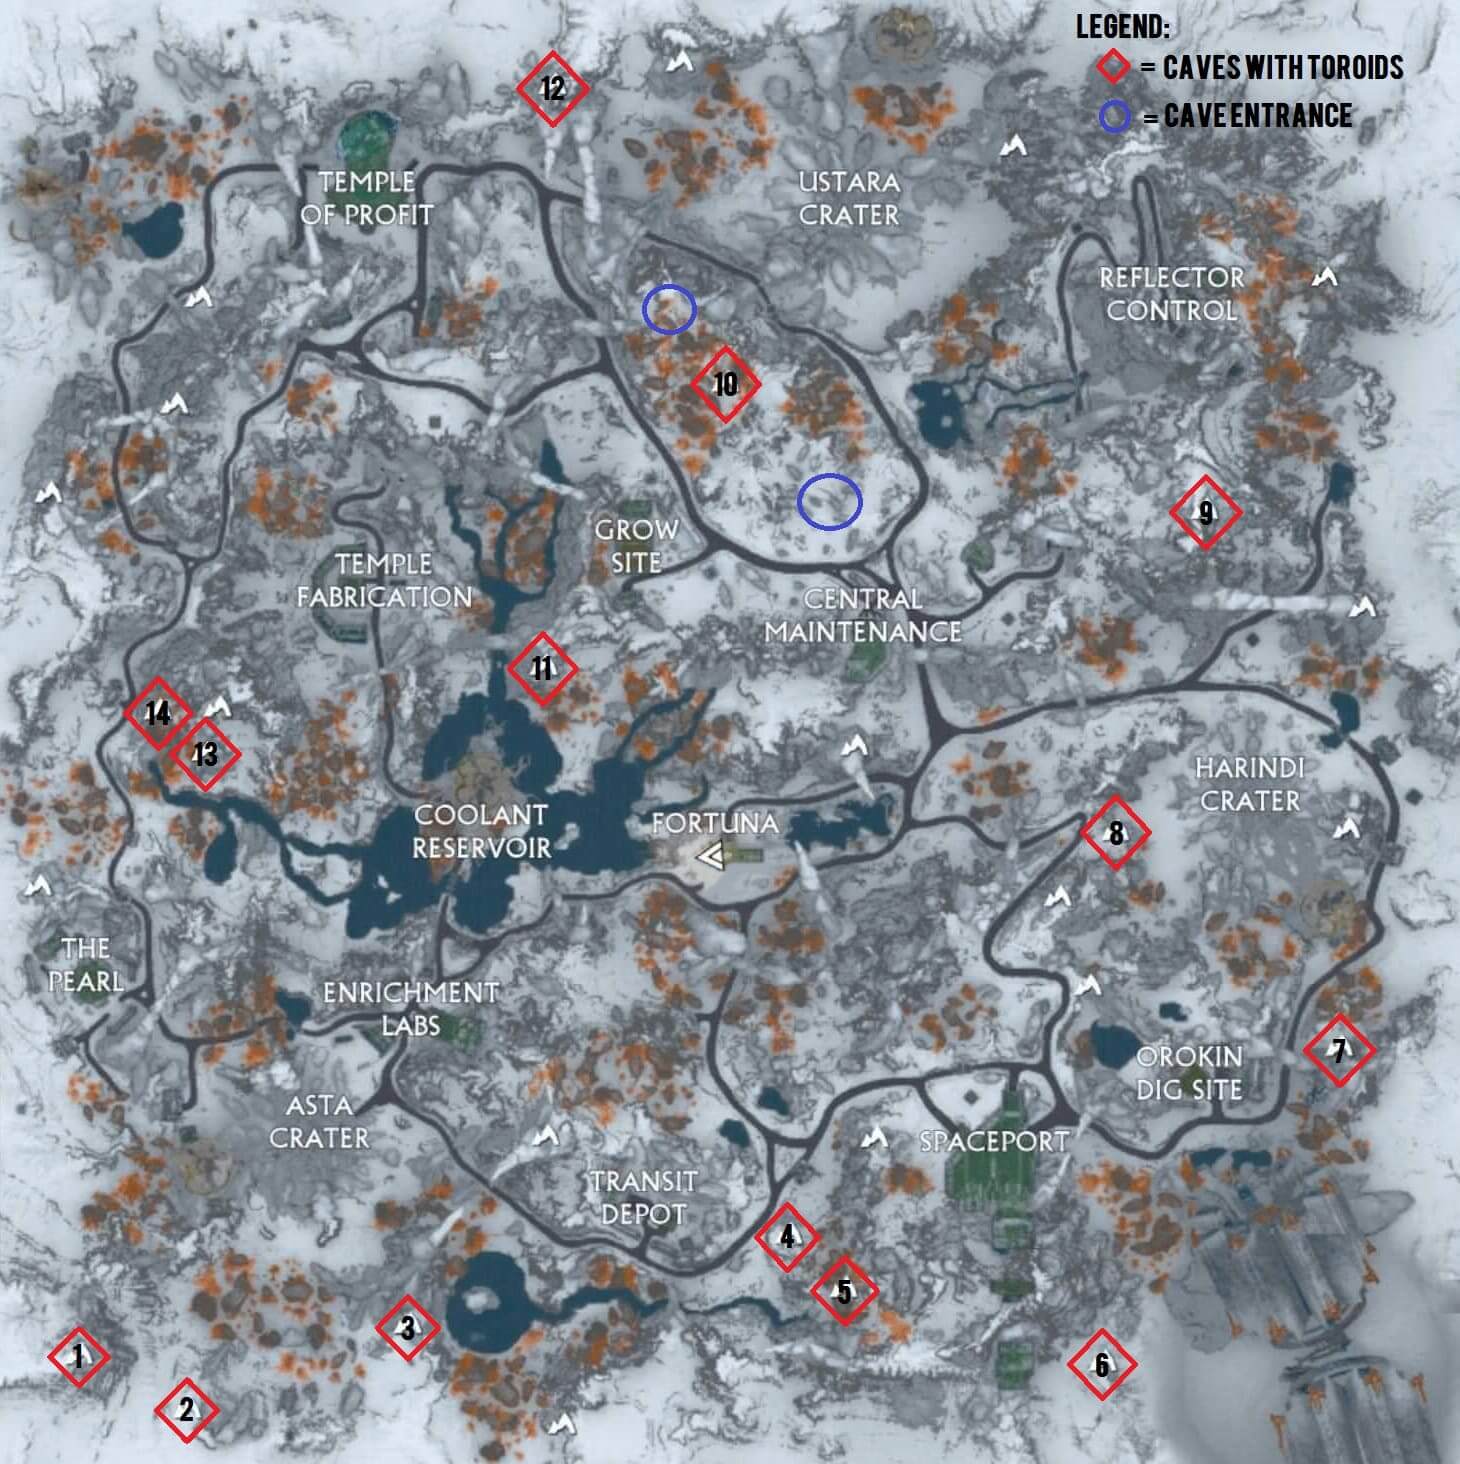 LEGEND:
= CAVES WITH TOROIDS
= CAVE ENTRANCE
12
TEMPLE
OF PROFIT
USTARA
CRATER
REFLECTOR
CONTROL
10
9
GROW
SITE
TEMPLE
FABRICATION
CENTRAL
MAINTENANCE
11
14
13
HARINDI
CRATER
COOLANT
RESERVOIR
FORTUNA
8
THE
PEARL
ENRICHMENT
LABS
7
OROKIN
DIG SITE
ASTA
CRATER
SPACEPORT
TRANSIT
DEPOT
4
5
3
1
6
2